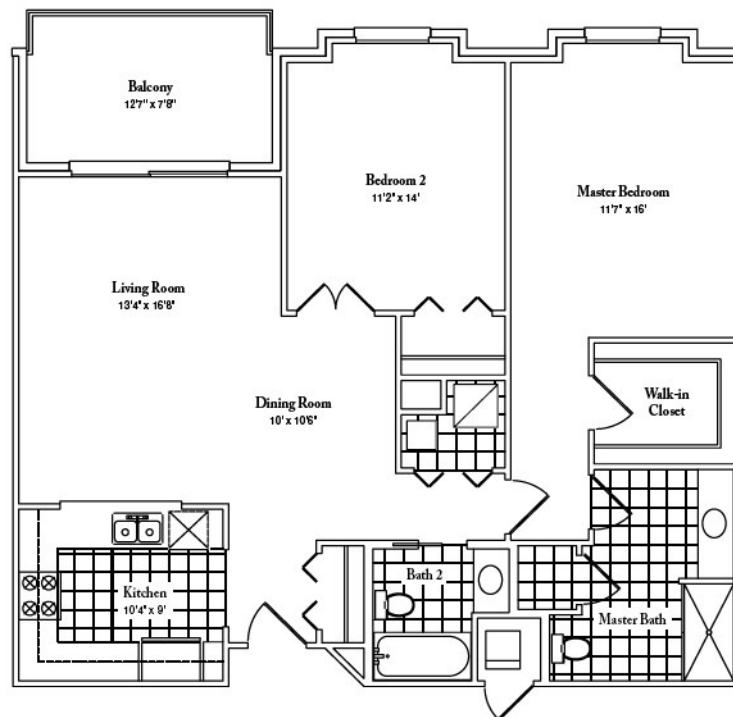 Balcony
12'7" x 7'8"
Bedroom 2
11'2" x 14'
Master Bedroom
11'7" x 16'
Living Room
13'4" x 16'8"
Dining Room
10' x 10'6"
Walk-in
Closet
Kitchen
10'4" x 9'
Bath 2
Master Bath